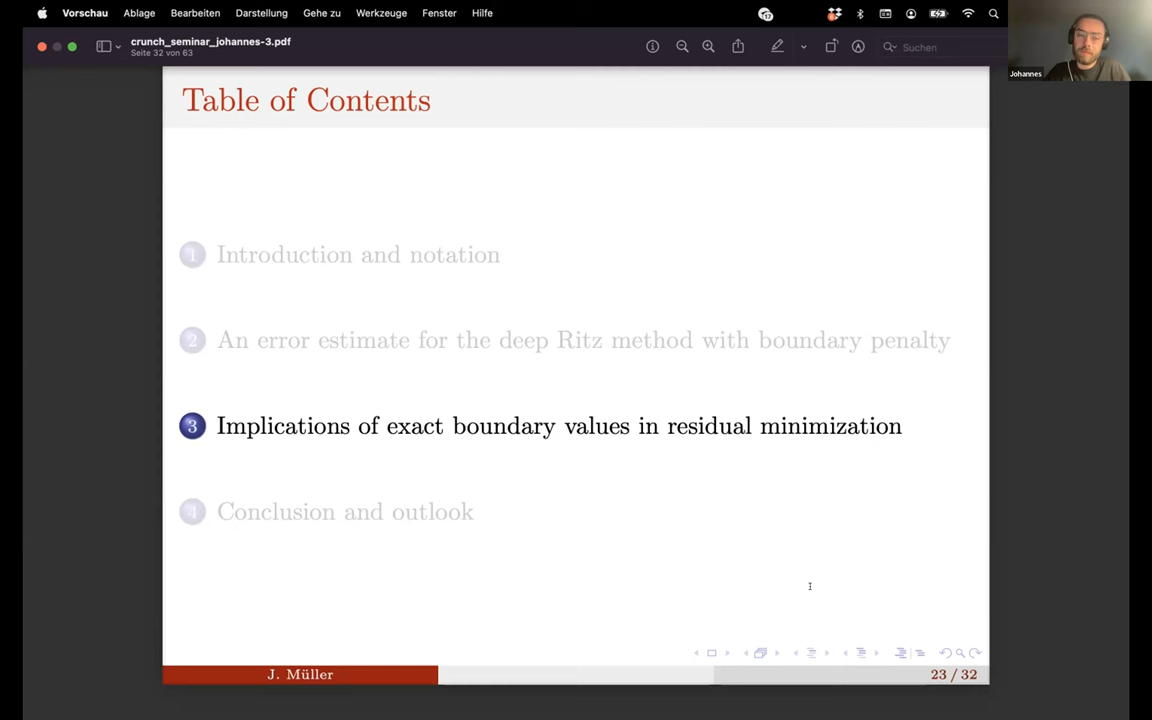 Vorschau Ablage Bearbeiten Darstellung Gehe zu Werkzeuge Fenster Hilfe
crunch_seminar_johannes-3.pdf
Seite 32 von 63
Suchen
Johannes
Table of Contents
1 Introduction and notation
2 An error estimate for the deep Ritz method with boundary penalty
3 Implications of exact boundary values in residual minimization
4 Conclusion and outlook
J. Müller
23 / 32